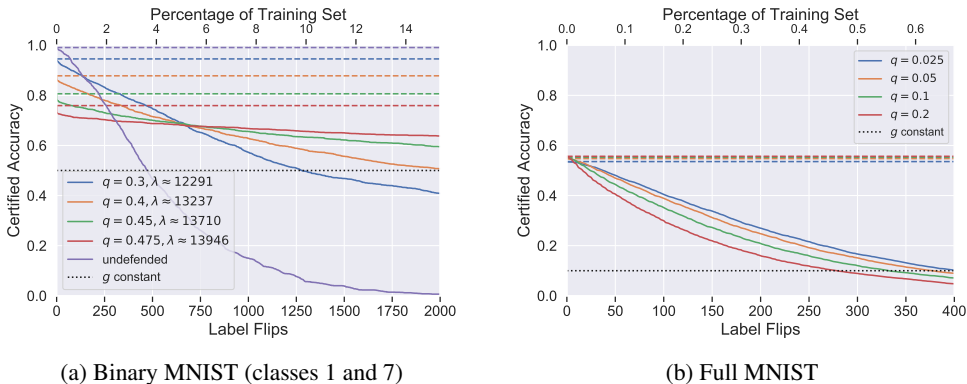 Percentage of Training Set
0 2 4 6 8 10 12 14
1.0
0.8
0.6
0.4
0.2
0.0
Certified Accuracy
q = 0.3, λ ≈ 12291
q = 0.4, λ ≈ 13237
q = 0.45, λ ≈ 13710
q = 0.475, λ ≈ 13946
undefended
g constant
0 250 500 750 1000 1250 1500 1750 2000
Label Flips
(a) Binary MNIST (classes 1 and 7)
Percentage of Training Set
0.0 0.1 0.2 0.3 0.4 0.5 0.6
1.0
0.8
0.6
0.4
0.2
0.0
Certified Accuracy
q = 0.025
q = 0.05
q = 0.1
q = 0.2
g constant
0 50 100 150 200 250 300 350 400
Label Flips
(b) Full MNIST